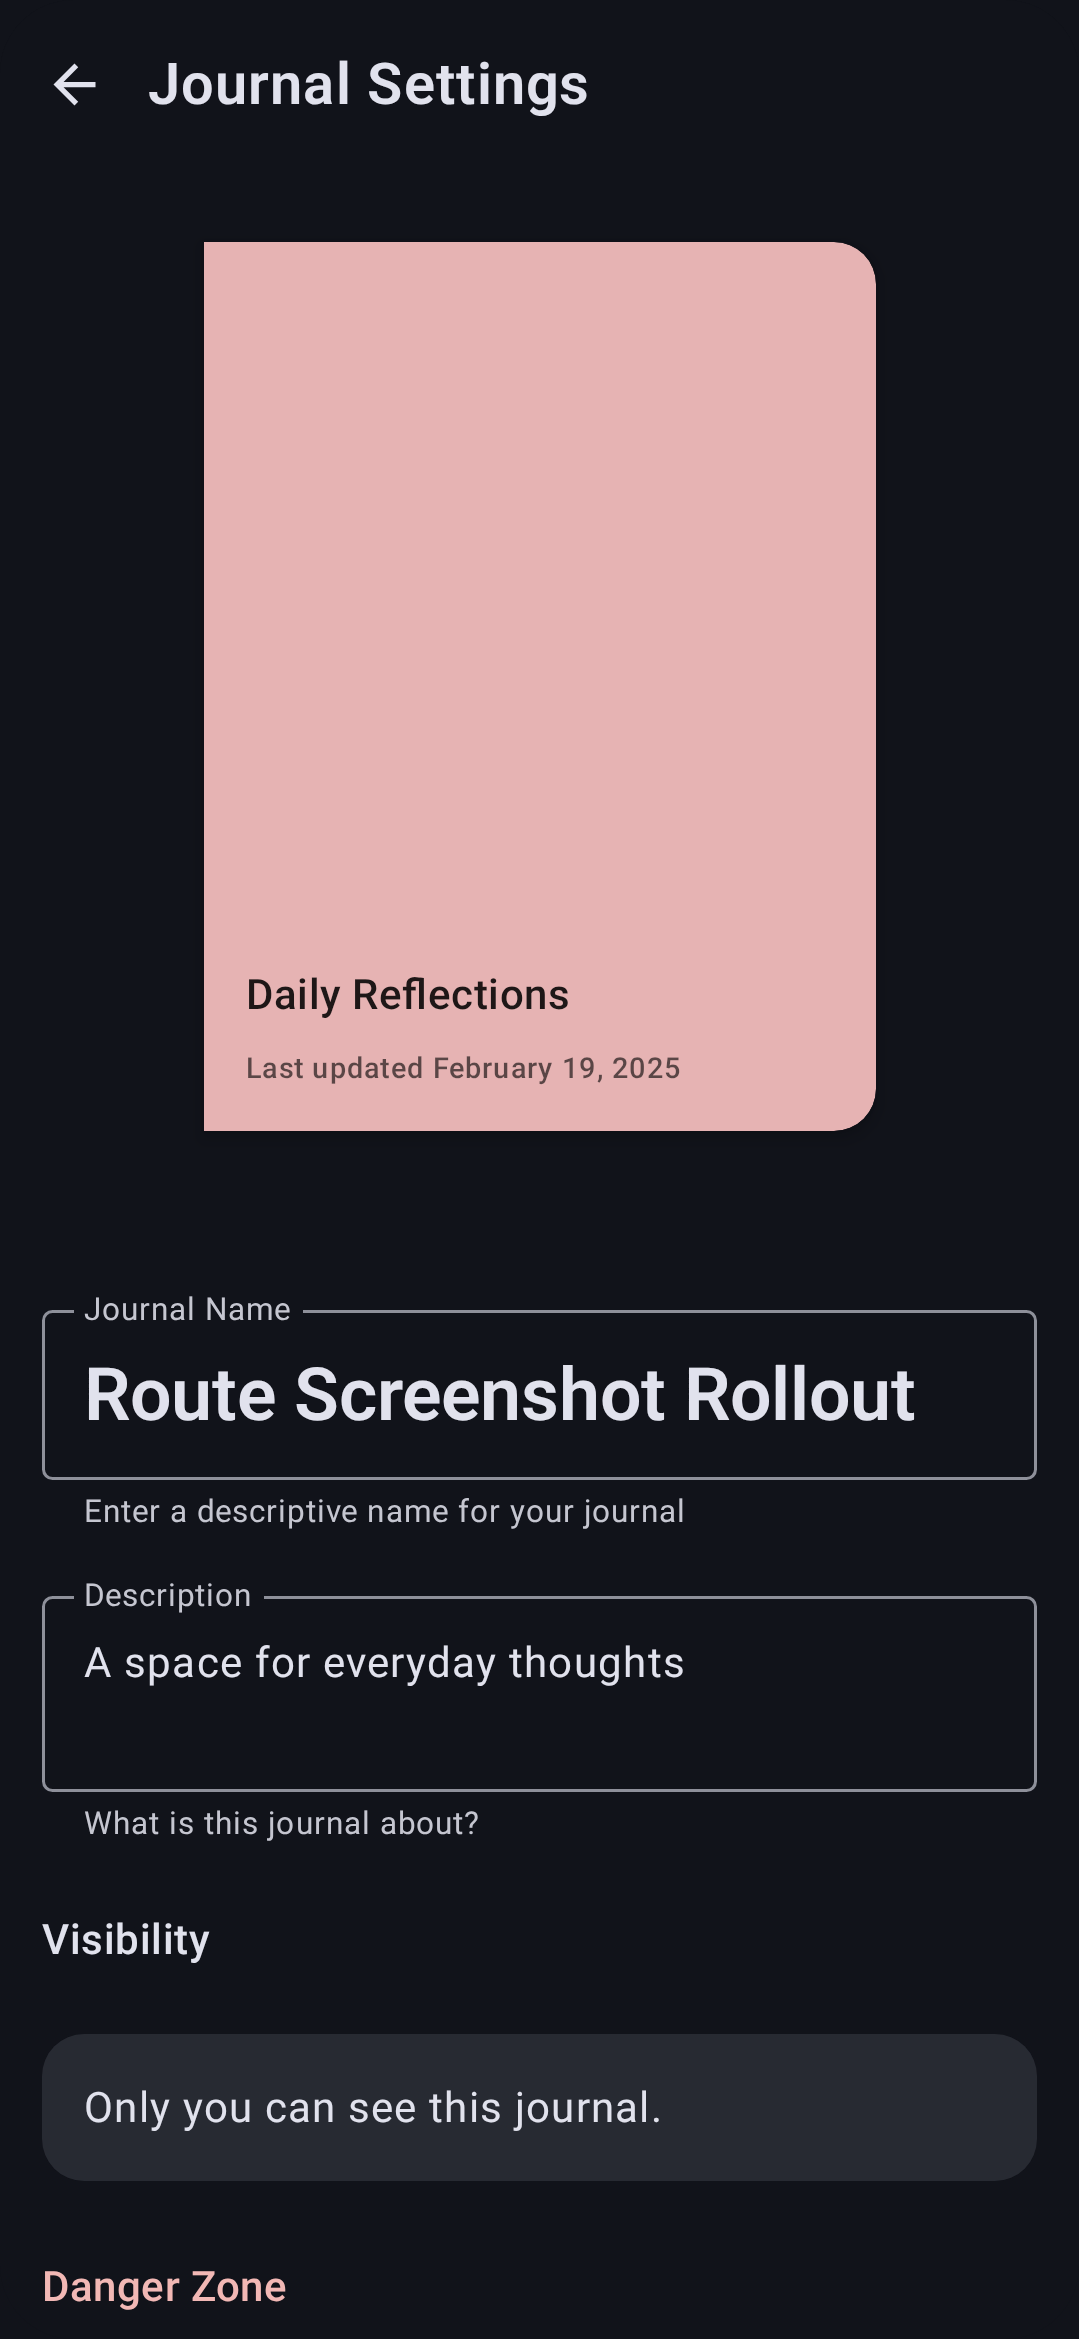 Journal Settings
Daily Reflections
Last updated February 19, 2025
Journal Name
Route Screenshot Rollout
Enter a descriptive name for your journal
Description
A space for everyday thoughts
What is this journal about?
Visibility
Only you can see this journal.
Danger Zone